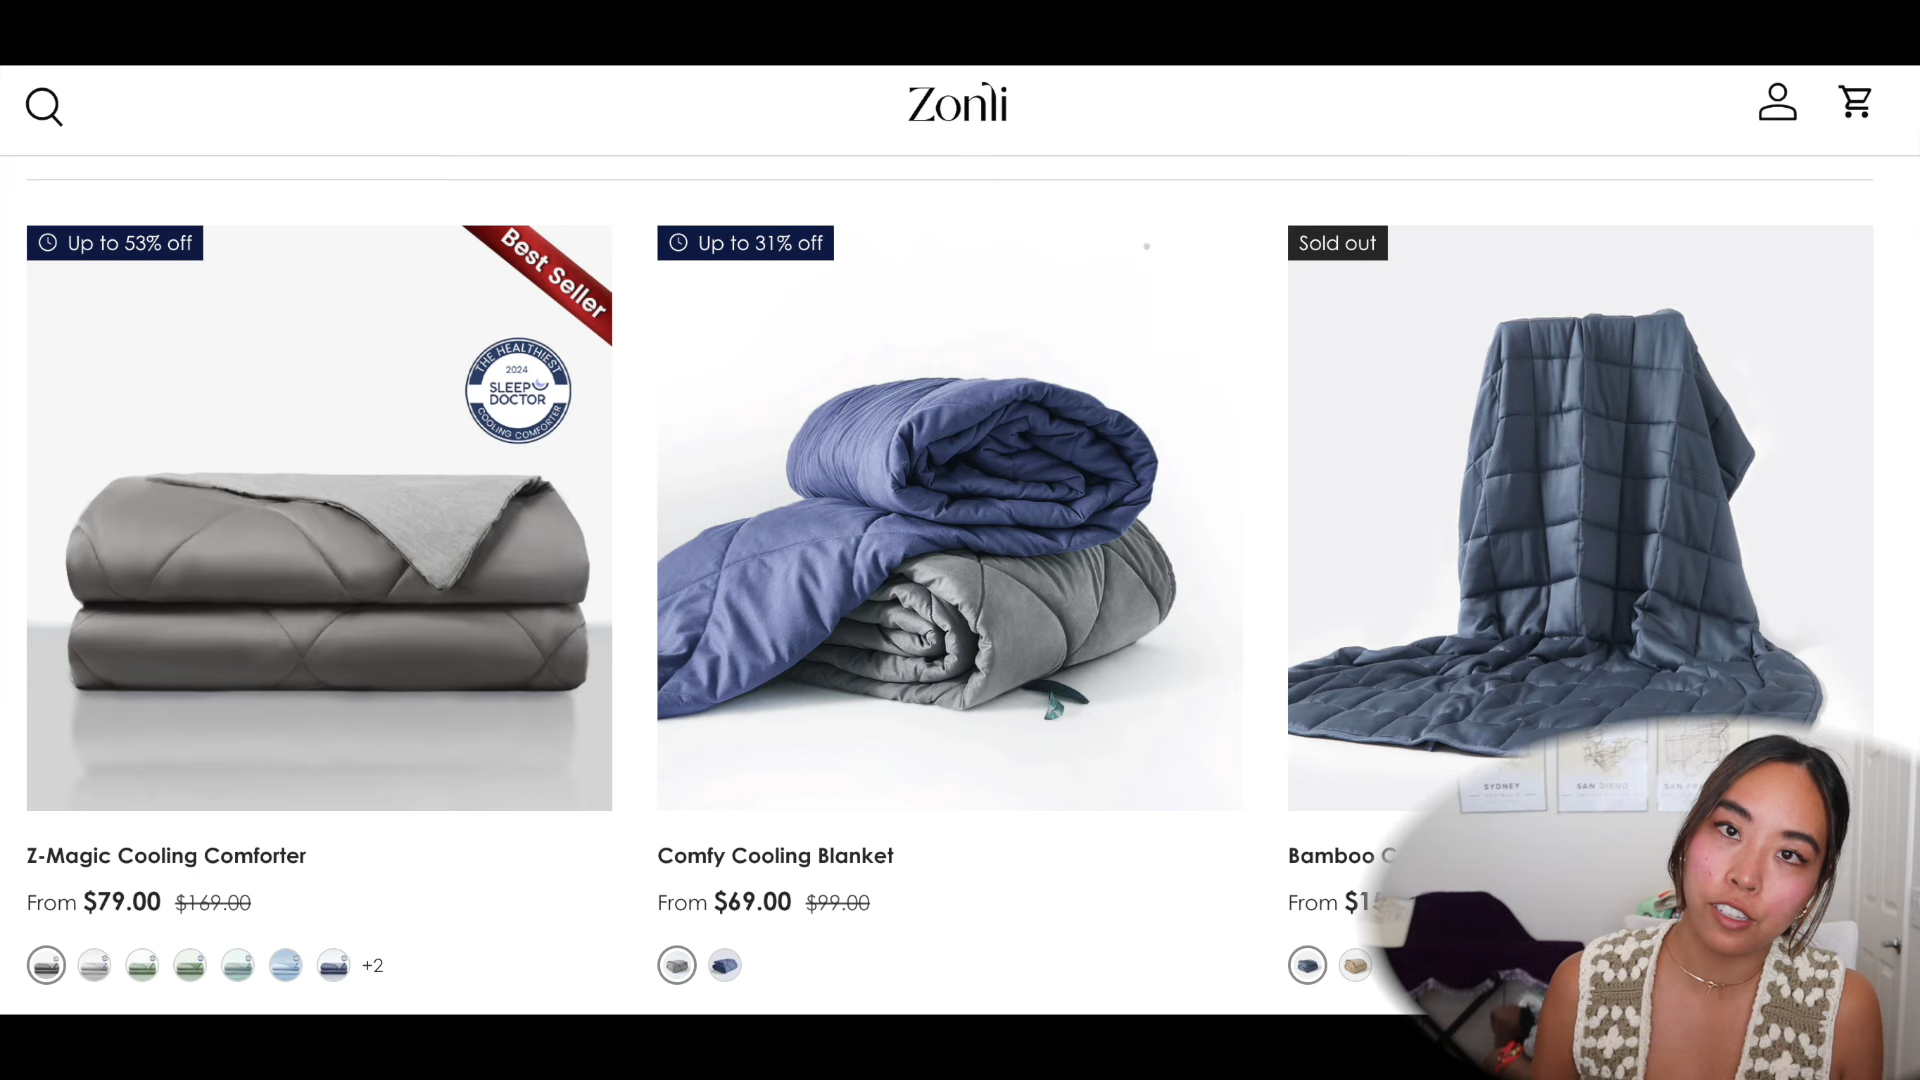 Zonli
Up to 53% off
Best Seller
THE HEALTHIEST
2024
SLEEP
DOCTOR
COOLING COMFORTER
Up to 31% off
Sold out
SYDNEY
AUSTRALIA
SAN DIEGO
SAN
Z-Magic Cooling Comforter
From $79.00 $169.00
+2
Comfy Cooling Blanket
From $69.00 $99.00
Bamboo
From